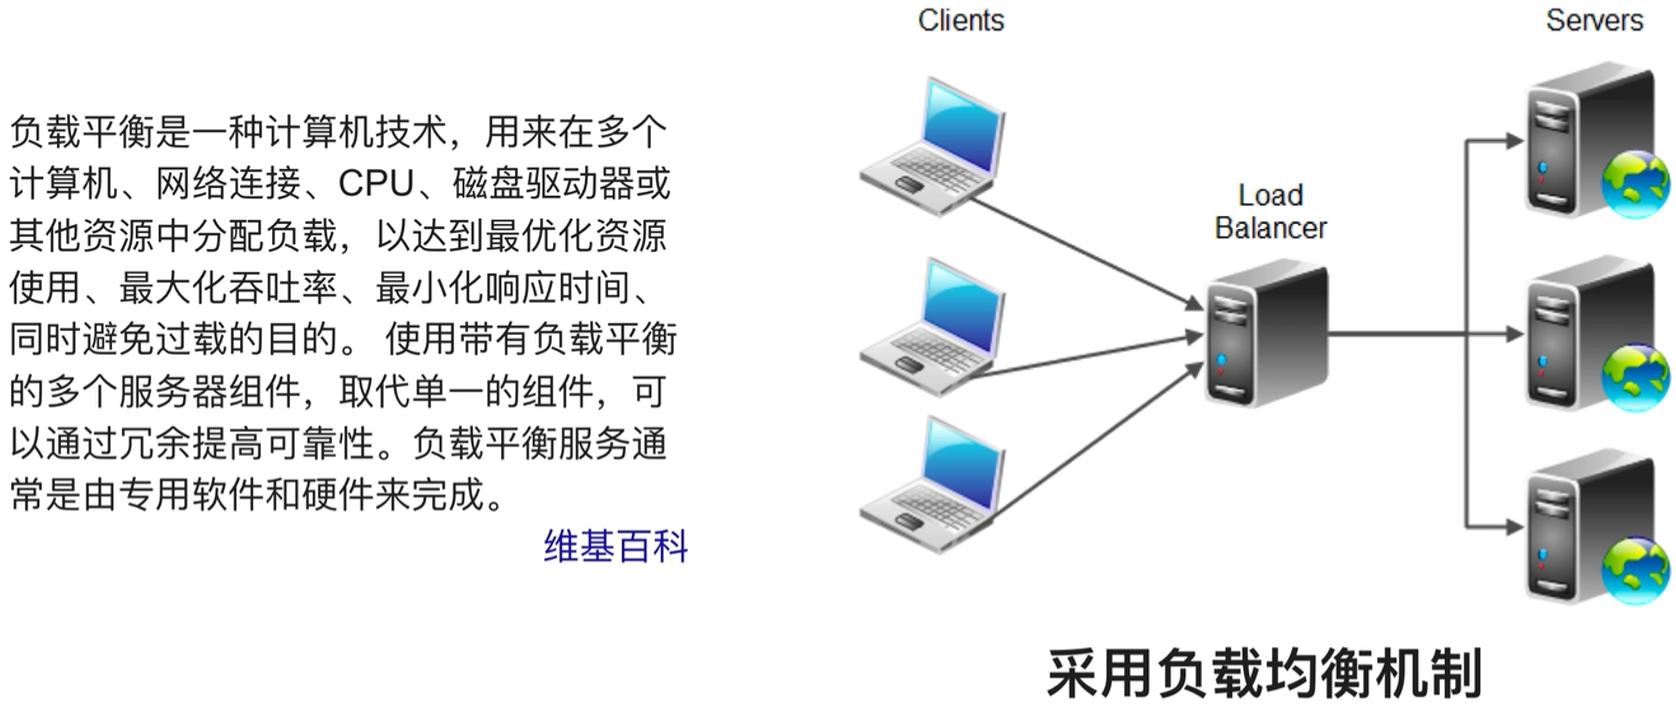 负载平衡是一种计算机技术，用来在多个
计算机、网络连接、CPU、磁盘驱动器或
其他资源中分配负载，以达到最优化资源
使用、最大化吞吐率、最小化响应时间、
同时避免过载的目的。 使用带有负载平衡
的多个服务器组件，取代单一的组件，可
以通过冗余提高可靠性。负载平衡服务通
常是由专用软件和硬件来完成。
维基百科
Clients
Servers
Load
Balancer
采用负载均衡机制